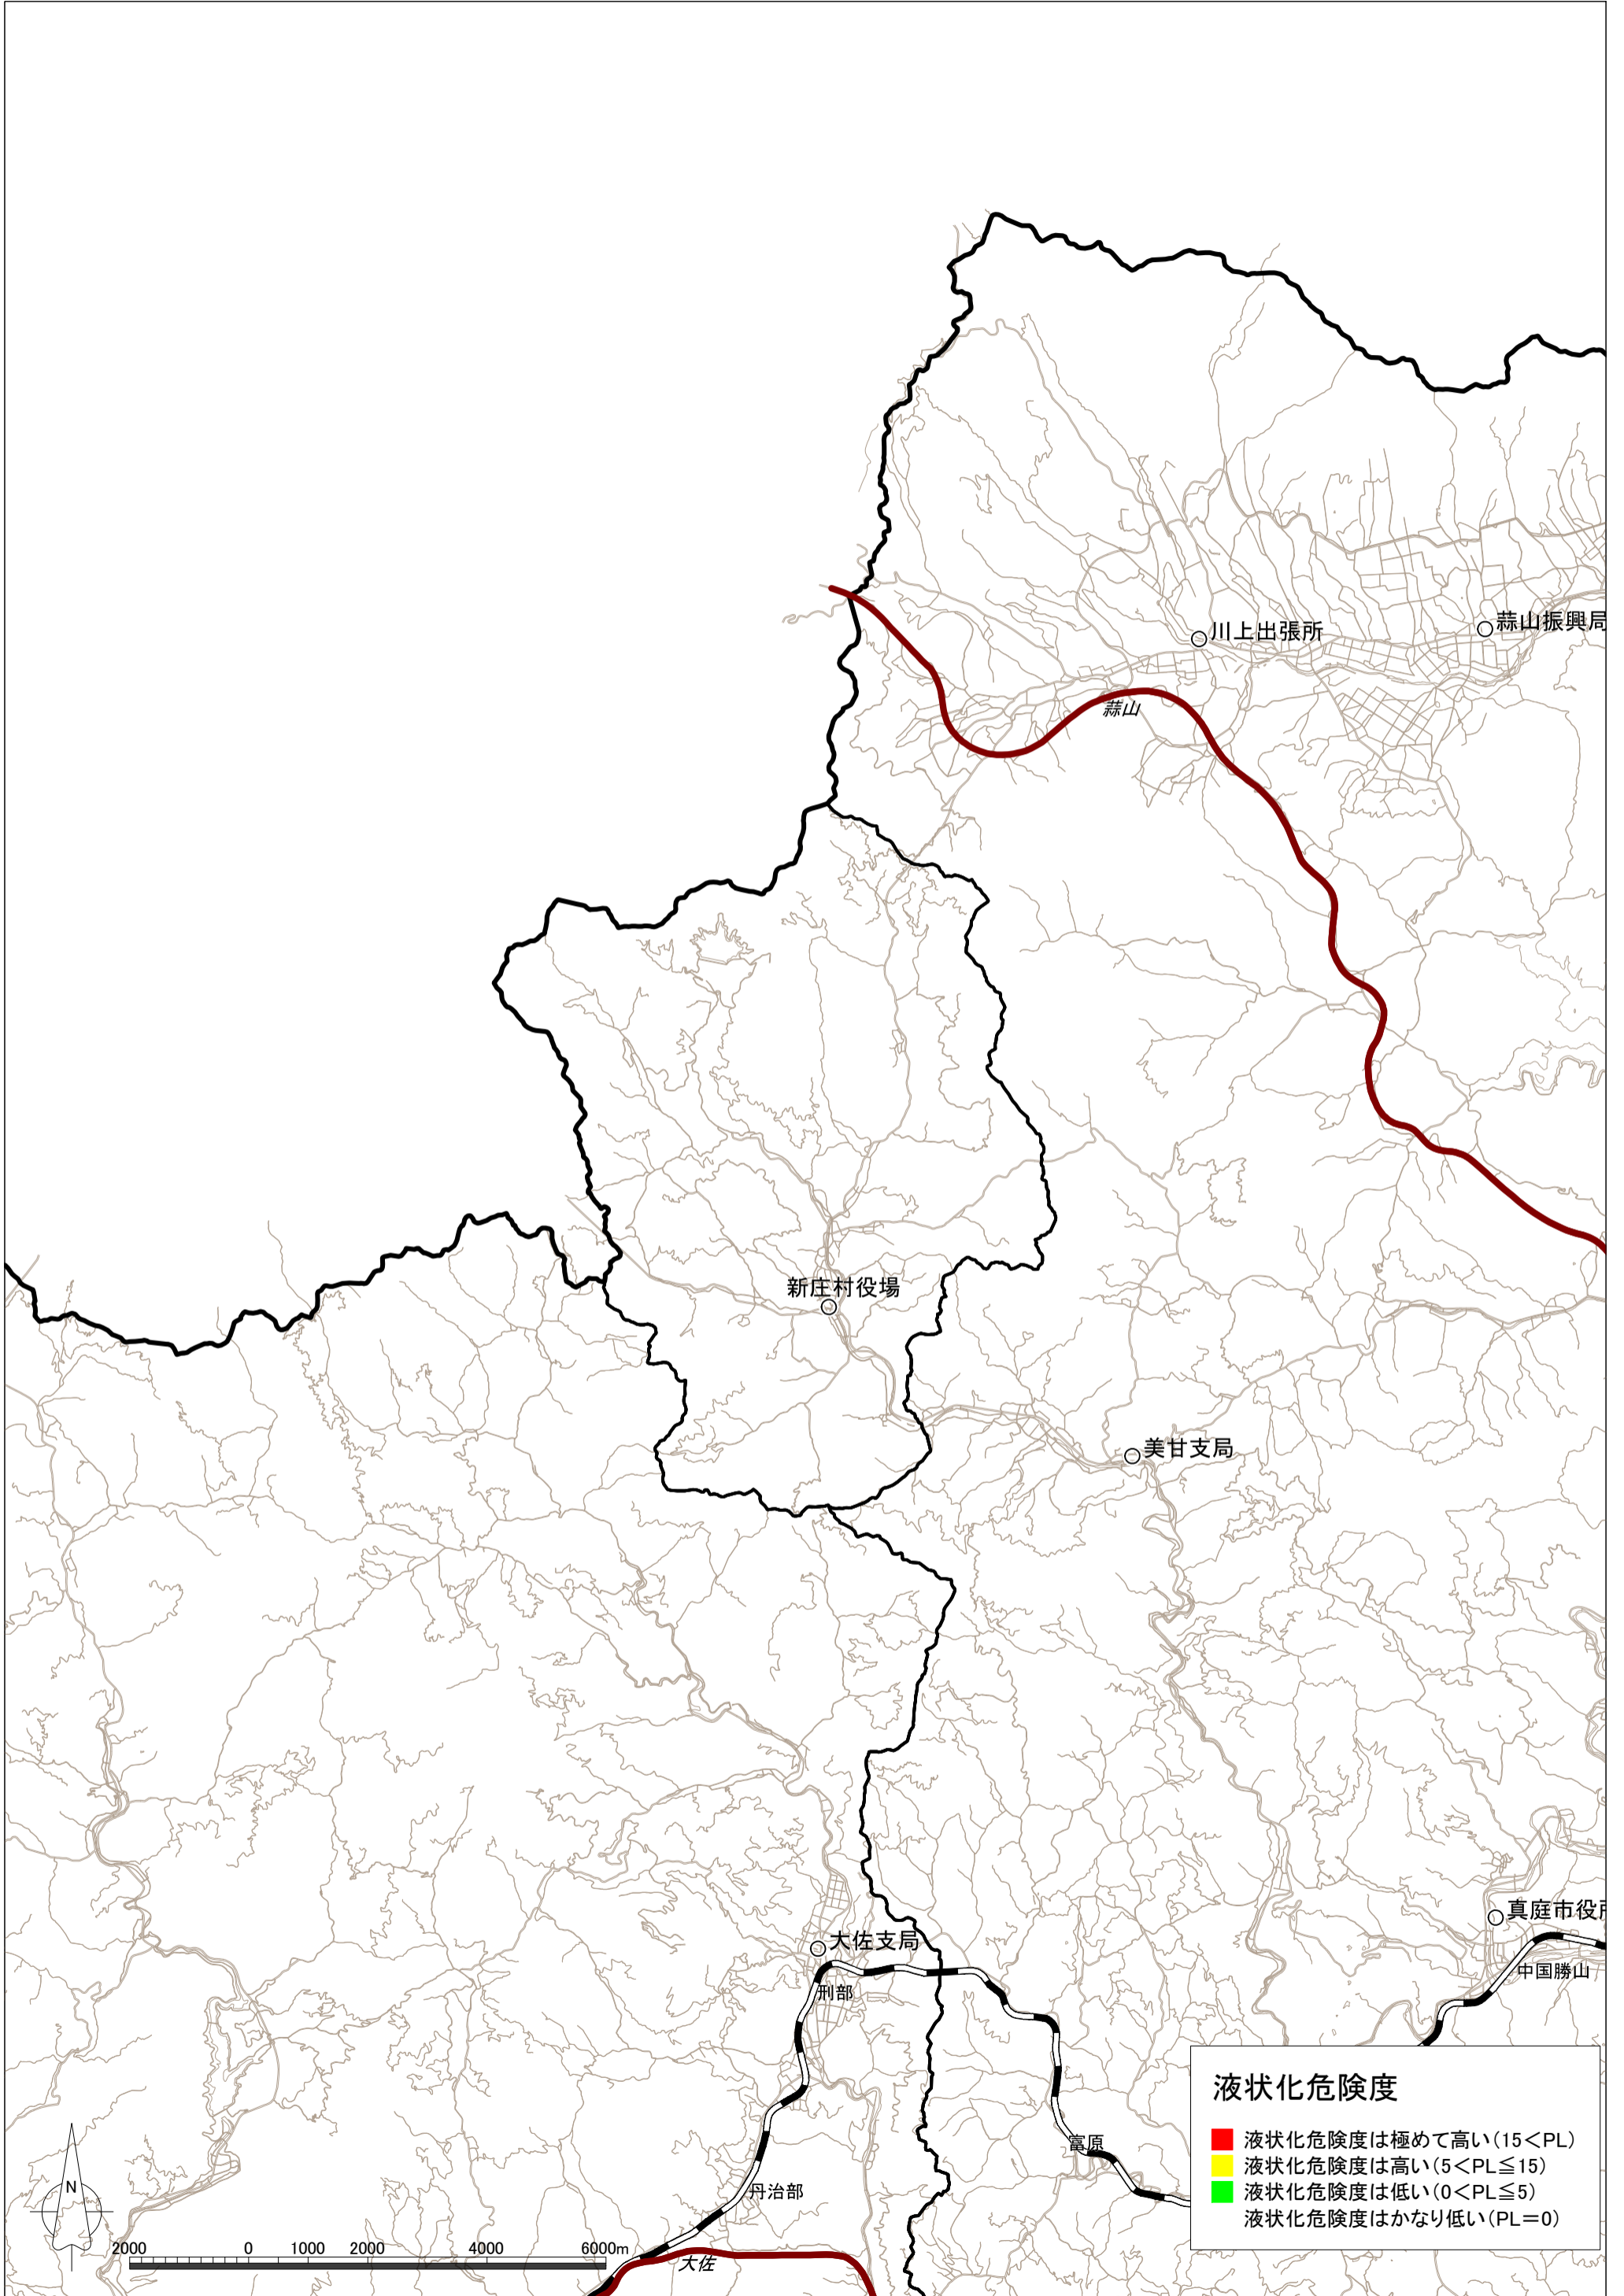 川上出張所
蒜山振興局
蒜山
新庄村役場
美甘支局
真庭市役
大佐支局
中国勝山
刑部
液状化危険度
液状化危険度は極めて高い(15<PL)
液状化危険度は高い(5<PL≦15)
液状化危険度は低い(0<PL≦5)
液状化危険度はかなり低い(PL=0)
富原
丹治部
N
2000 0 1000 2000 4000 6000m
大佐